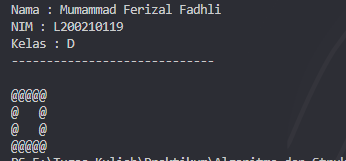 Nama : Mumammad Ferizal Fadhli
NIM : L200210119
Kelas : D
-----------------------------
@@@@@
@   @
@   @
@@@@@